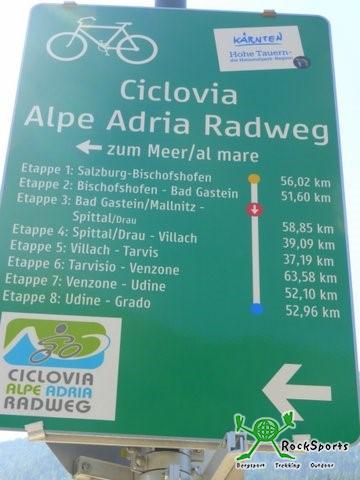 KÄRNTEN
Hohe Tauern-
die Nationalpark-Region
Ciclovia
Alpe Adria Radweg
zum Meer/al mare
Etappe 1: Salzburg-Bischofshofen 56,02 km
Etappe 2: Bischofshofen - Bad Gastein 51,60 km
Etappe 3: Bad Gastein/Mallnitz -
Spittal/Drau 58,85 km
Etappe 4: Spittal/Drau - Villach 39,09 km
Etappe 5: Villach - Tarvis 37,19 km
Etappe 6: Tarvisio - Venzone 63,58 km
Etappe 7: Venzone - Udine 52,10 km
Etappe 8: Udine - Grado 52,96 km
CICLOVIA
ALPE ADRIA
RADWEG
RockSports
Bergsport Trekking Outdoor